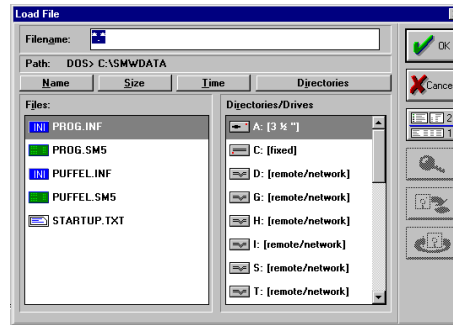 Load File
Filename: *.*
Path: DOS> C:\SMWDATA
Name Size Time Directories
Files:
PROG.INF
PROG.SM5
PUFFEL.INF
PUFFEL.SM5
STARTUP.TXT
INI
INI
Directories/Drives
A: [3 ½ "]
C: [fixed]
D: [remote/network]
G: [remote/network]
H: [remote/network]
I: [remote/network]
S: [remote/network]
T: [remote/network]
OK
Cance
2
1